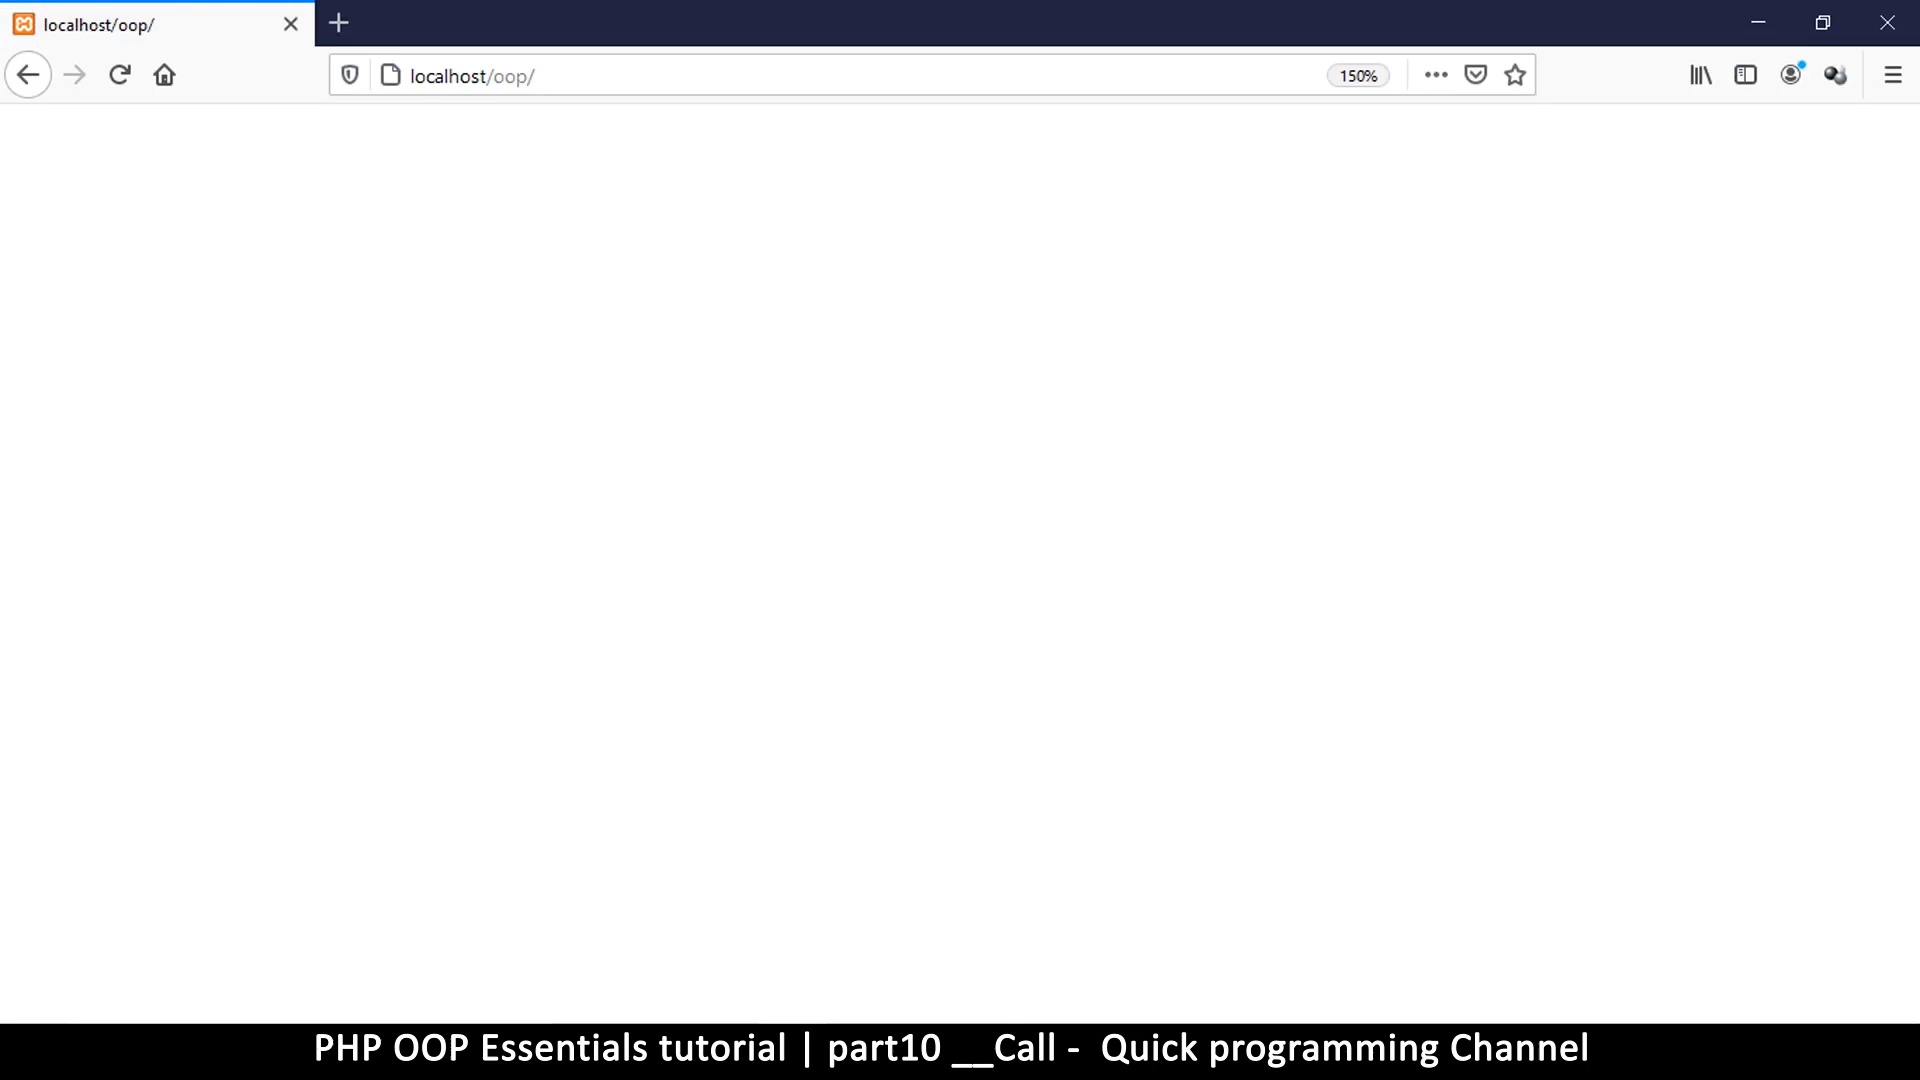 localhost/oop/
localhost/oop/
150%
PHP OOP Essentials tutorial | part10 __Call - Quick programming Channel